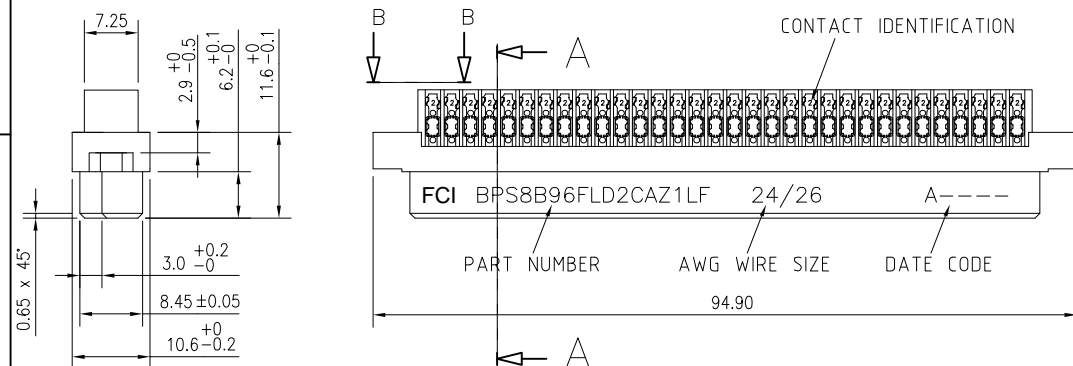 7.25
2.9 +0 -0.5
6.2 +0.1 -0
11.6 +0 -0.1
0.65 x 45°
3.0 +0.2 -0
8.45±0.05
10.6 +0 -0.2
B B
A
CONTACT IDENTIFICATION
FCI BPS8B96FLD2CAZ1LF 24/26 A----
PART NUMBER AWG WIRE SIZE DATE CODE
94.90
A